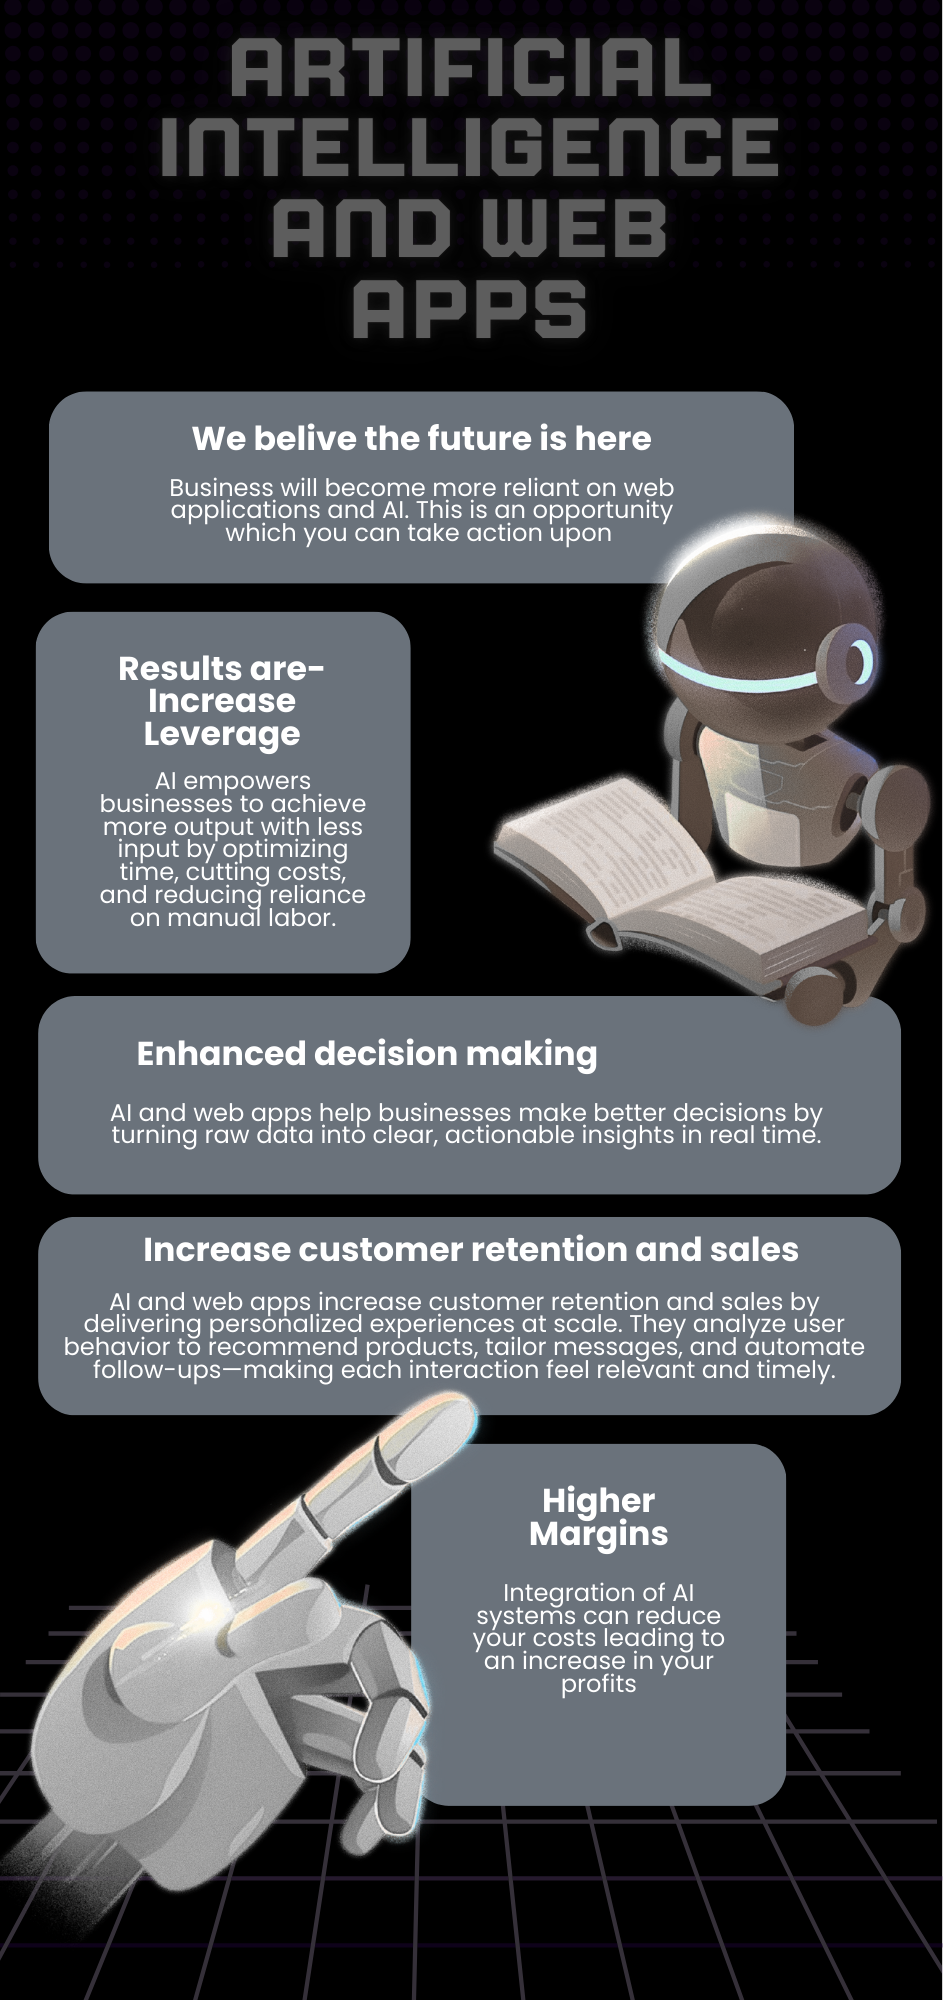 ARTIFICIAL
INTELLIGENCE
AND WEB
APPS
We belive the future is here
Business will become more reliant on web
applications and AI. This is an opportunity
which you can take action upon
Results are-
Increase
Leverage
AI empowers
businesses to achieve
more output with less
input by optimizing
time, cutting costs,
and reducing reliance
on manual labor.
Enhanced decision making
AI and web apps help businesses make better decisions by
turning raw data into clear, actionable insights in real time.
Increase customer retention and sales
AI and web apps increase customer retention and sales by
delivering personalized experiences at scale. They analyze user
behavior to recommend products, tailor messages, and automate
follow-ups—making each interaction feel relevant and timely.
Higher
Margins
Integration of AI
systems can reduce
your costs leading to
an increase in your
profits